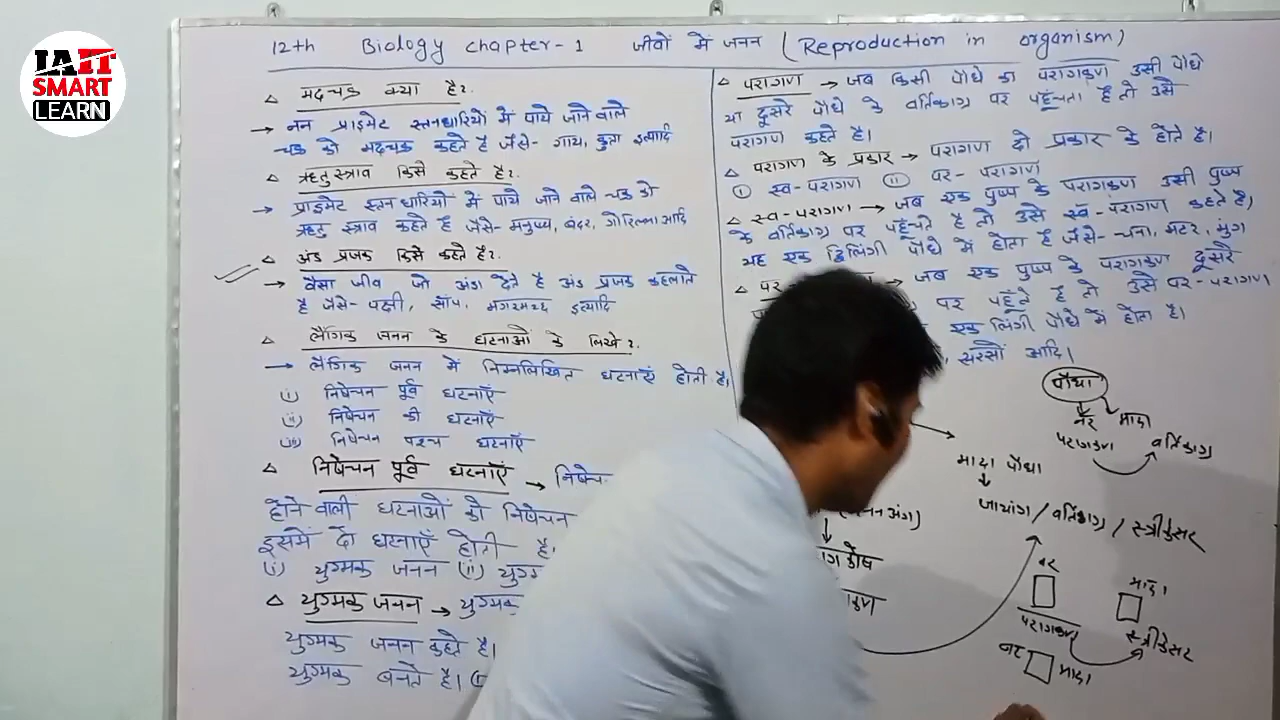 IAIT
SMART
LEARN
12th Biology chapter-1 जीवों में जनन (Reproduction in organism)
△ मदचक्र क्या है?
→ नन प्राइमेट स्तनधारियों में पाये जाने वाले
चक्र को मदचक्र कहते है जैसे- गाय, कुत्ता इत्यादि
△ ऋतुस्त्राव किसे कहते है?
→ प्राइमेट स्तनधारियो में पाये जाने वाले चक्र को
ऋतु स्त्राव कहते है जैसे- मनुष्य, बंदर, गोरिल्ला आदि
△ अंड प्रजक किसे कहते है?
→ वैसा जीव जो अंडा देते है अंड प्रजक कहलाते
है जैसे- पक्षी, साँप, मगरमच्छ इत्यादि
△ लैंगिक जनन के घटनाओं के लिखे?
→ लैंगिक जनन में निम्नलिखित घटनाएं होती है,
(i) निषेचन पूर्व घटनाएँ
(ii) निषेचन की घटनाएँ
(iii) निषेचन पश्च घटनाएँ
△ निषेचन पूर्व घटनाएँ → निषेच
होने वाली घटनाओं को निषेचन
इसमें दो घटनाएँ होती है।
(i) युग्मक जनन (ii) युग्म
△ युग्मक जनन → युग्मक
युग्मक जनन कहते है।
युग्मक बनते है। (
△ परागण → जब किसी पौधे का परागकण उसी पौधे
या दूसरे पौधे के वर्तिकाग्र पर पहुँचता है तो उसे
परागण कहते है।
△ परागण के प्रकार → परागण दो प्रकार के होते है।
(i) स्व-परागण (ii) पर-परागण
△ स्व-परागण → जब एक पुष्प के परागकण उसी पुष्प
के वर्तिकाग्र पर पहुँचते है तो उसे स्व-परागण कहते है,
यह एक द्विलिंगी पौधे में होता है जैसे- चना, मटर, मुंग
△ पर → जब एक पुष्प के परागकण दूसरे
पर पहुँते है तो उसे पर-परागण
एक लिंगी पौधे में होता है।
, सरसों आदि।
पौधा
नर मादा
परागकण वर्तिकाग्र
मादा पौधा
जायांग / वर्तिकाग्र / स्त्रीकेसर
जनन अंग)
ाग कोष
कण
नर मादा
परागकण स्त्रीकेसर
नर मादा